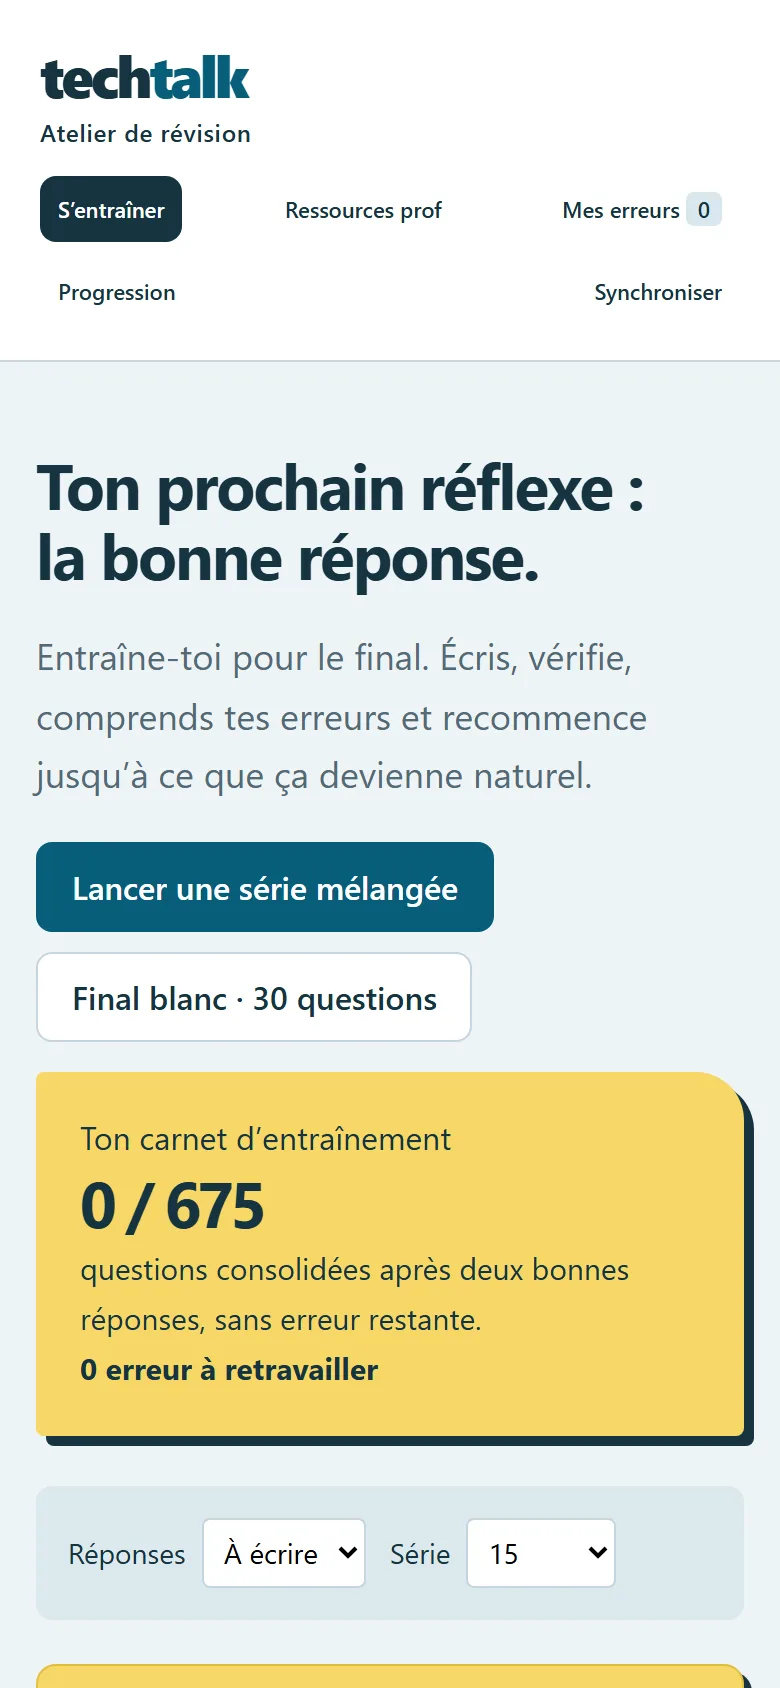 techtalk
Atelier de révision
S’entraîner
Ressources prof
Mes erreurs 0
Progression
Synchroniser
Ton prochain réflexe :
la bonne réponse.
Entraîne-toi pour le final. Écris, vérifie,
comprends tes erreurs et recommence
jusqu’à ce que ça devienne naturel.
Lancer une série mélangée
Final blanc · 30 questions
Ton carnet d’entraînement
0 / 675
questions consolidées après deux bonnes
réponses, sans erreur restante.
0 erreur à retravailler
Réponses À écrire Série 15